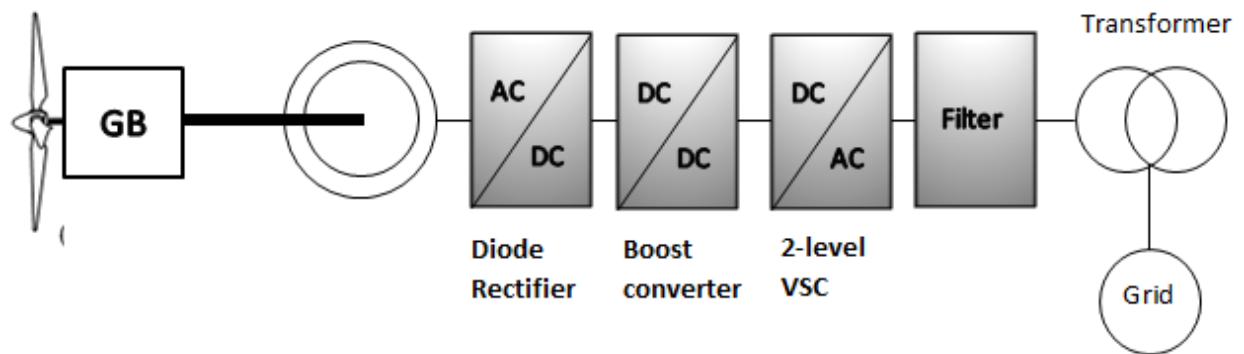 Transformer
GB
AC
DC
DC
DC
DC
AC
Filter
Diode
Rectifier
Boost
converter
2-level
VSC
(
Grid